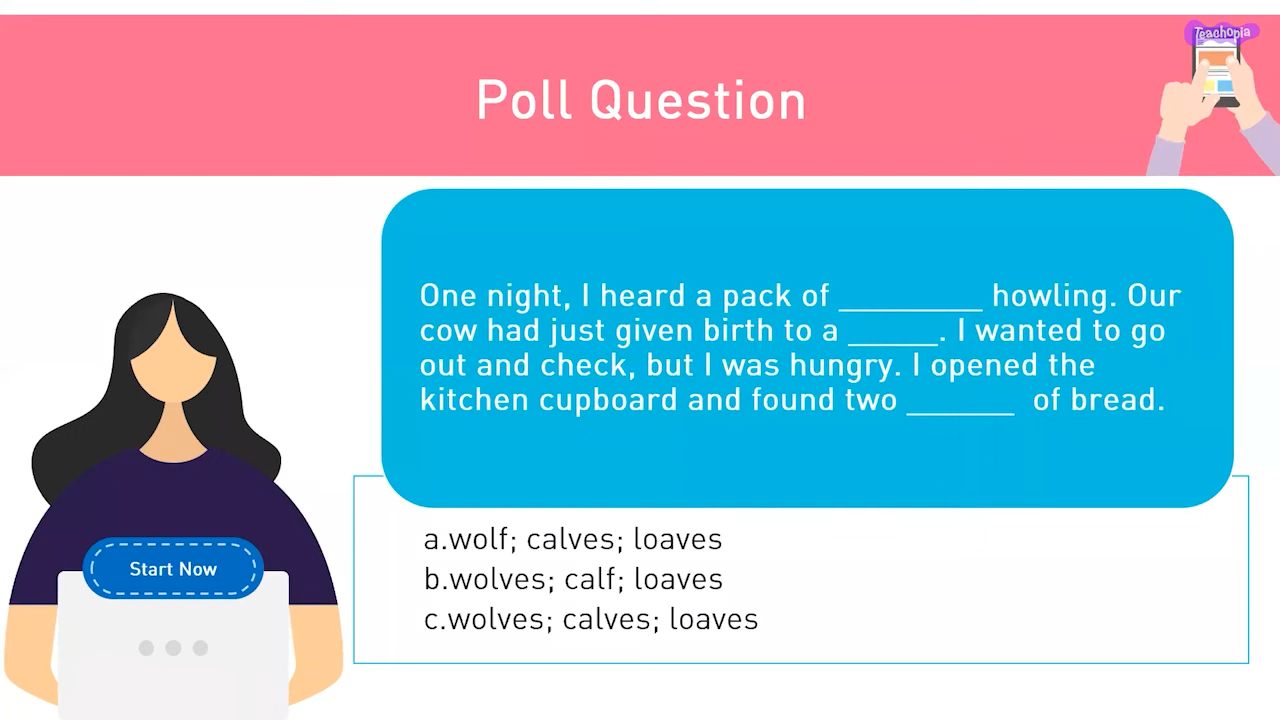 Teachopia
Poll Question
One night, I heard a pack of _________ howling. Our
cow had just given birth to a ______. I wanted to go
out and check, but I was hungry. I opened the
kitchen cupboard and found two _______ of bread.
a.wolf; calves; loaves
b.wolves; calf; loaves
c.wolves; calves; loaves
Start Now